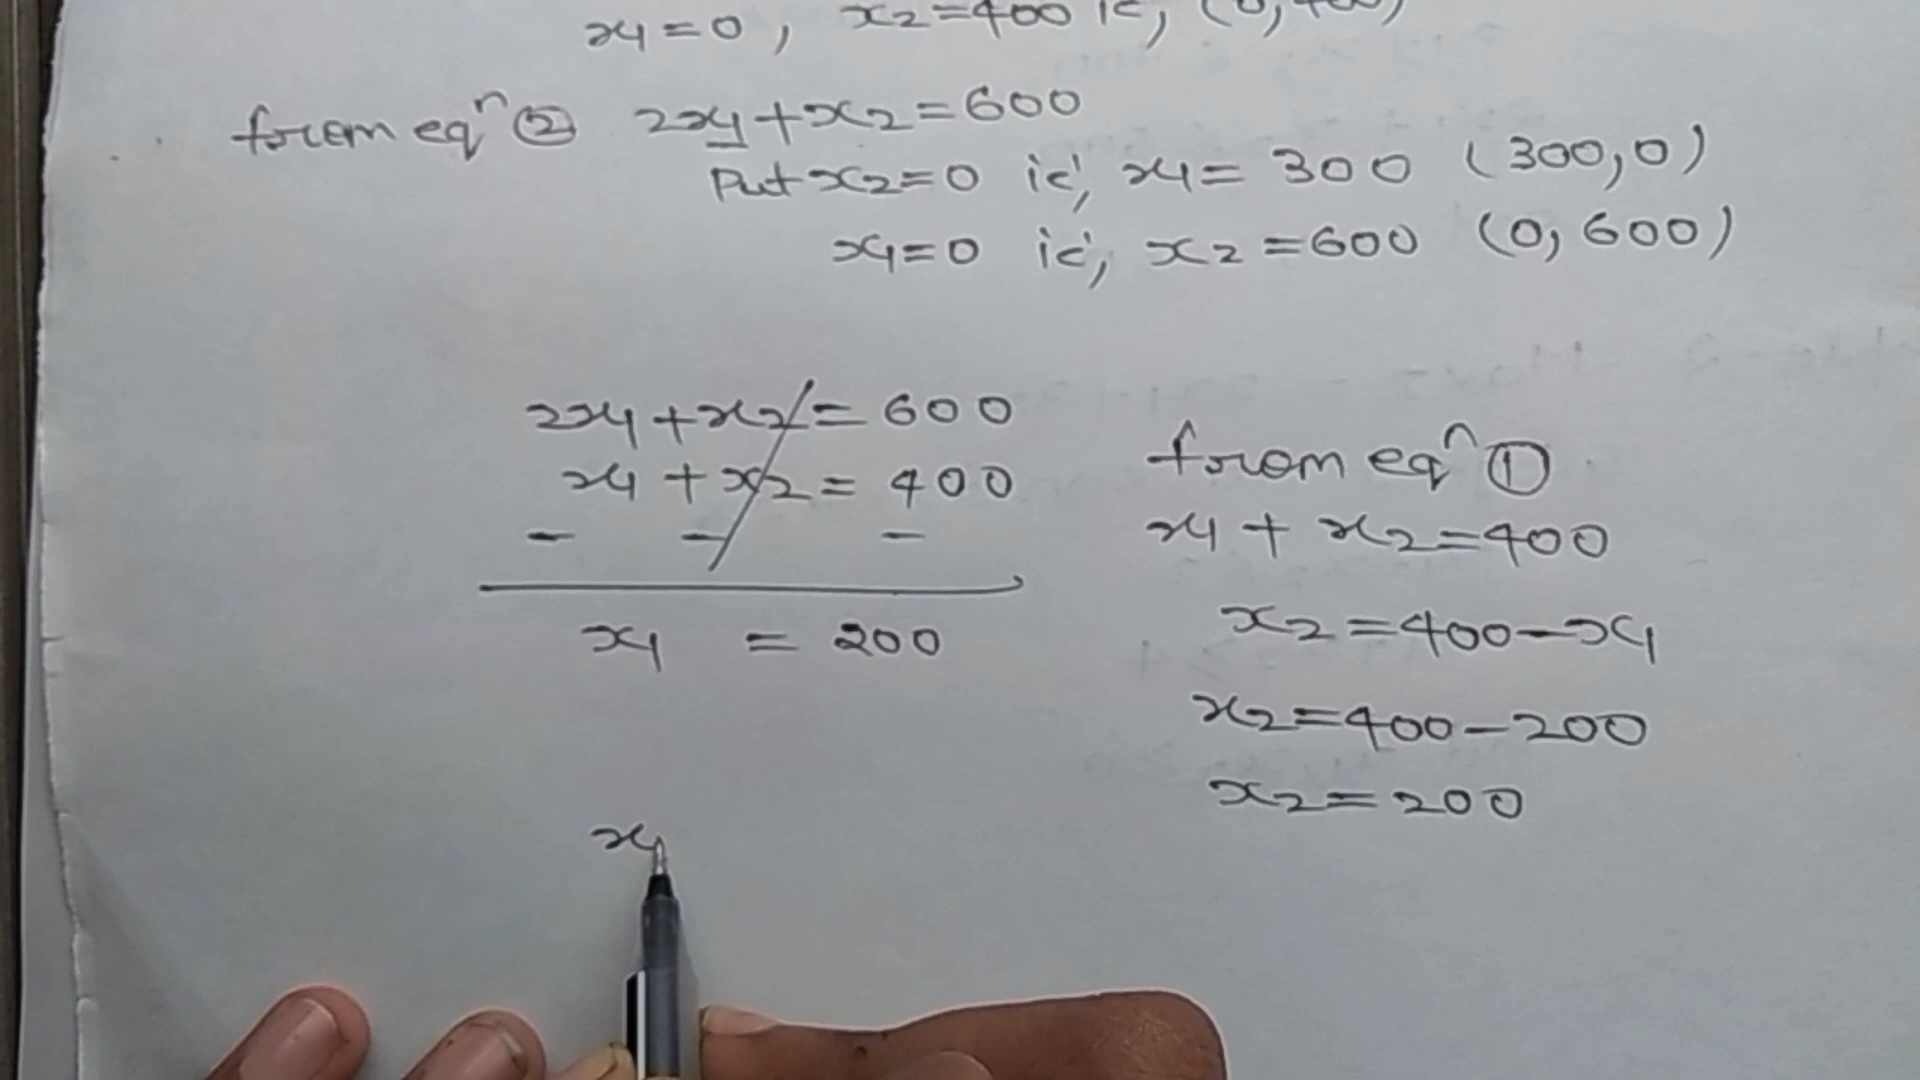 x1=0, x2=400 ie, (0,400)
from eqn ② 2x1+x2=600
Put x2=0 ie, x1=300 (300,0)
x1=0 ie, x2=600 (0,600)
2x1+x2=600
x1+x2=400
- - -
x1 = 200
from eqn ①
x1+x2=400
x2=400-x1
x2=400-200
x2=200
x1